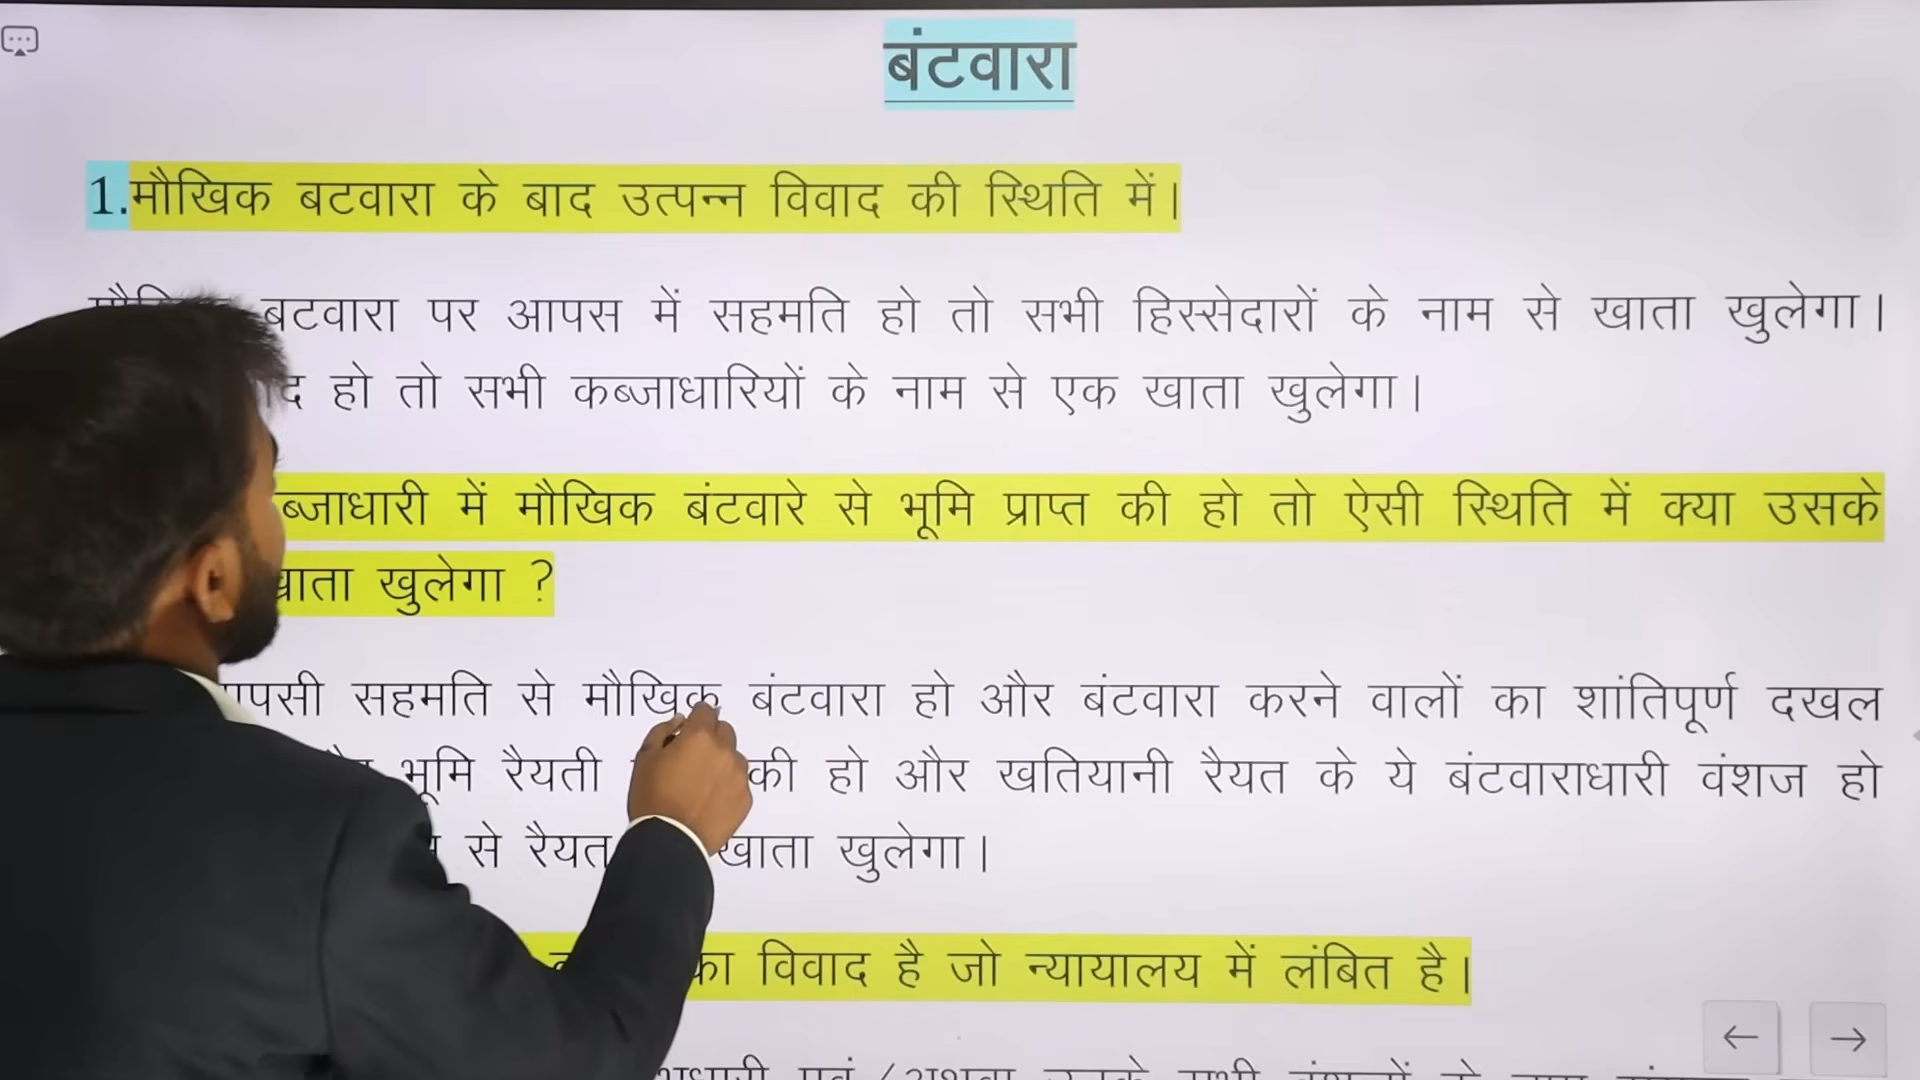 बंटवारा
1.मौखिक बटवारा के बाद उत्पन्न विवाद की स्थिति में।
बटवारा पर आपस में सहमति हो तो सभी हिस्सेदारों के नाम से खाता खुलेगा।
हो तो सभी कब्जाधारियों के नाम से एक खाता खुलेगा।
में मौखिक बंटवारे से भूमि प्राप्त की हो तो ऐसी स्थिति में क्या उसके
खुलेगा ?
सहमति से मौखिक बंटवारा हो और बंटवारा करने वालों का शांतिपूर्ण दखल
भूमि रैयती की हो और खतियानी रैयत के ये बंटवाराधारी वंशज हो
से रैयत खाता खुलेगा।
का विवाद है जो न्यायालय में लंबित है।